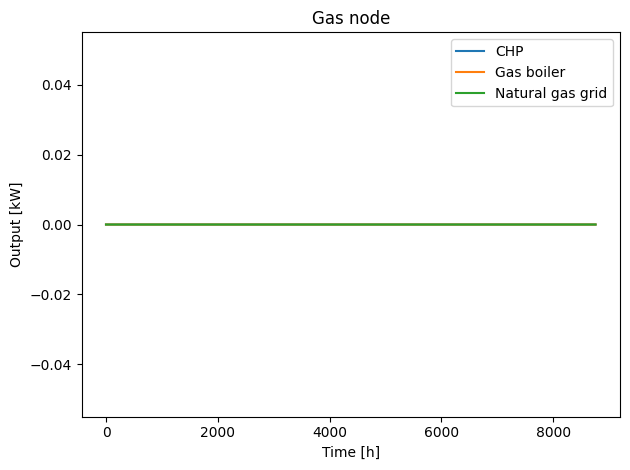 Gas node
CHP
Gas boiler
Natural gas grid
0.04
0.02
0.00
−0.02
−0.04
Output [kW]
0 2000 4000 6000 8000
Time [h]